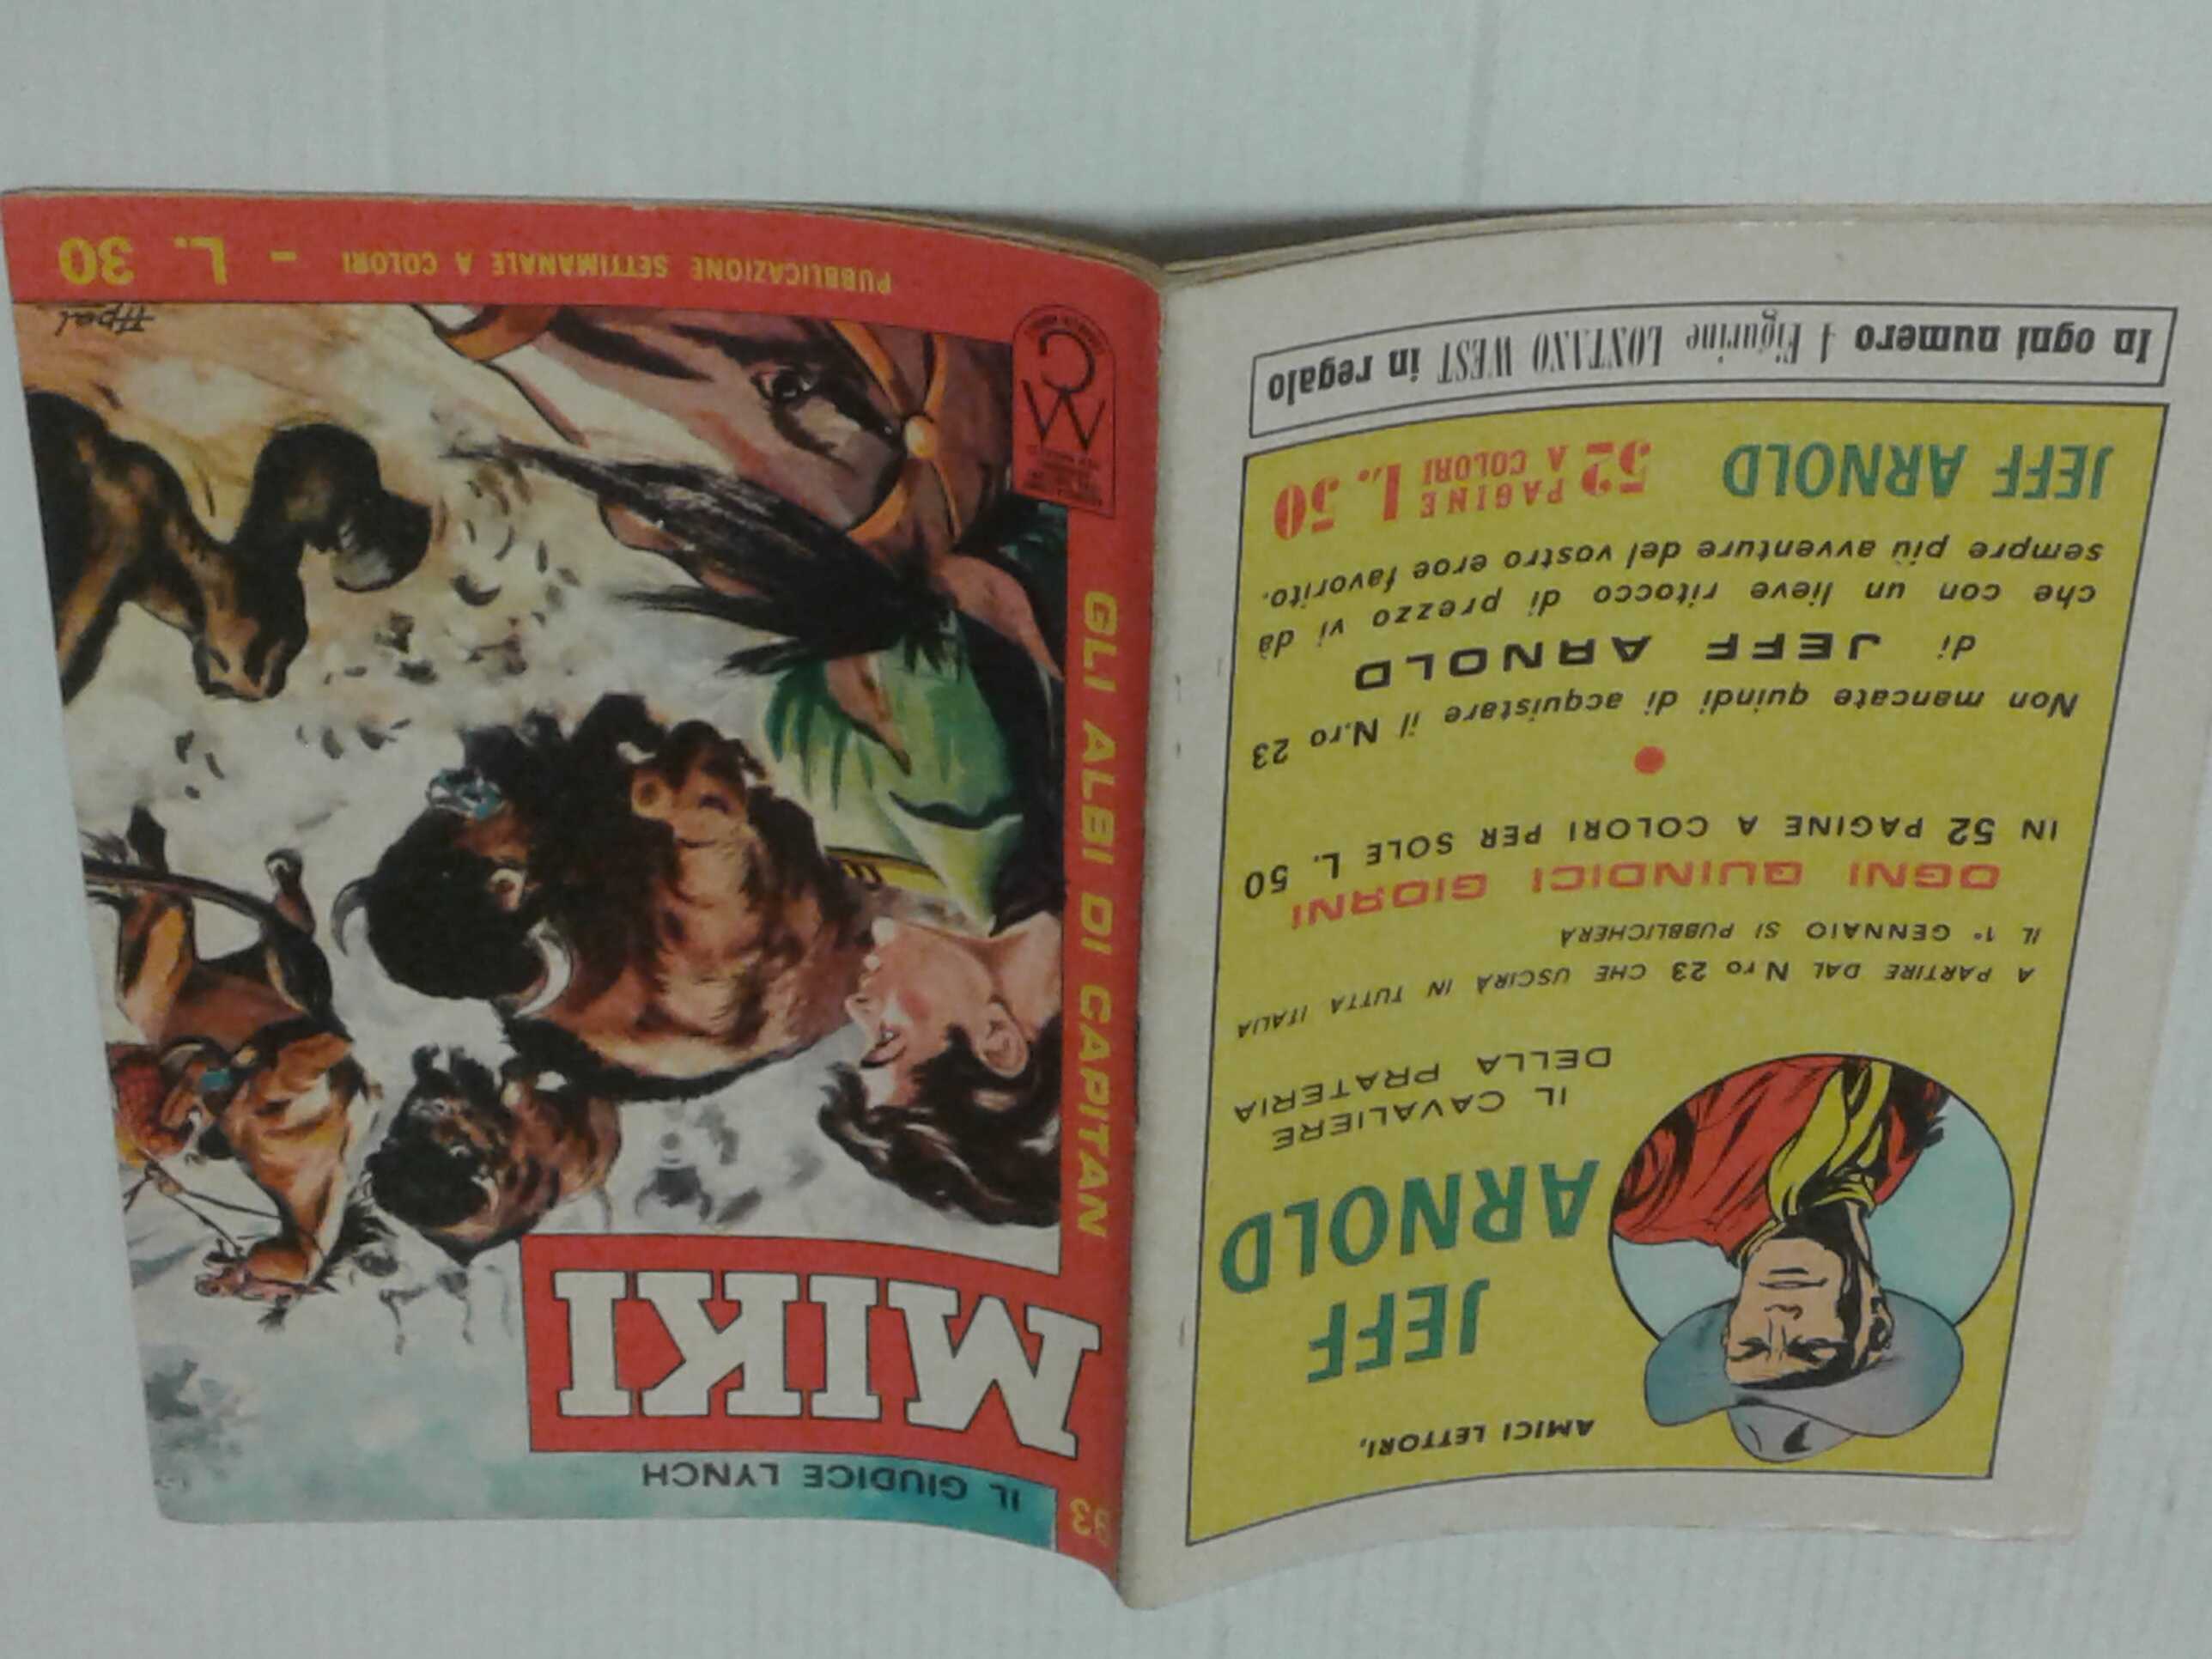 93
IL GIUDICE LYNCH
MIKI
GLI ALBI DI CAPITAN
PUBBLICAZIONE SETTIMANALE A COLORI - L. 30
AMICI LETTORI,
JEFF
ARNOLD
IL CAVALIERE
DELLA PRATERIA
A PARTIRE DAL N ro 23 CHE USCIRÀ IN TUTTA ITALIA
IL 1° GENNAIO SI PUBBLICHERÀ
OGNI QUINDICI GIORNI
IN 52 PAGINE A COLORI PER SOLE L. 50
Non mancate quindi di acquistare il N.ro 23
di JEFF ARNOLD
che con un lieve ritocco di prezzo vi dà
sempre più avventure del vostro eroe favorito.
JEFF ARNOLD 52 PAGINE A COLORI L. 50
In ogni numero 4 Figurine LONTANO WEST in regalo